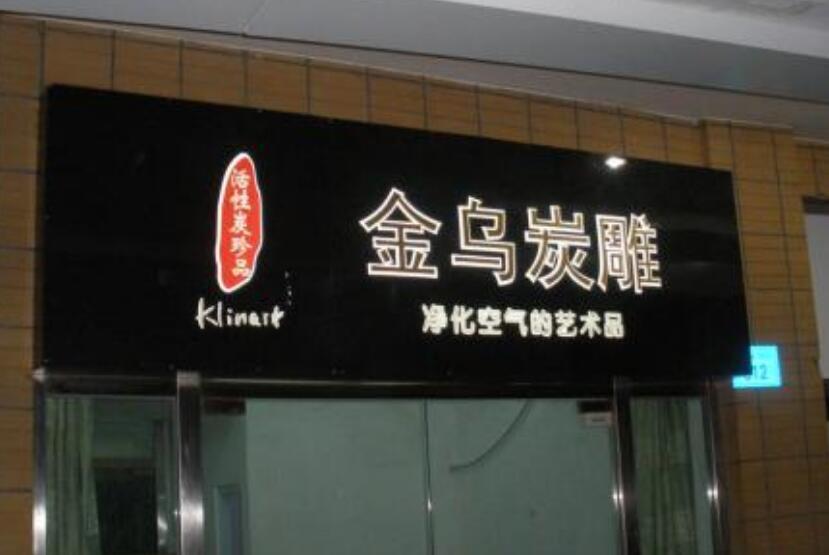 活性炭珍品
Klinart
金乌炭雕
净化空气的艺术品